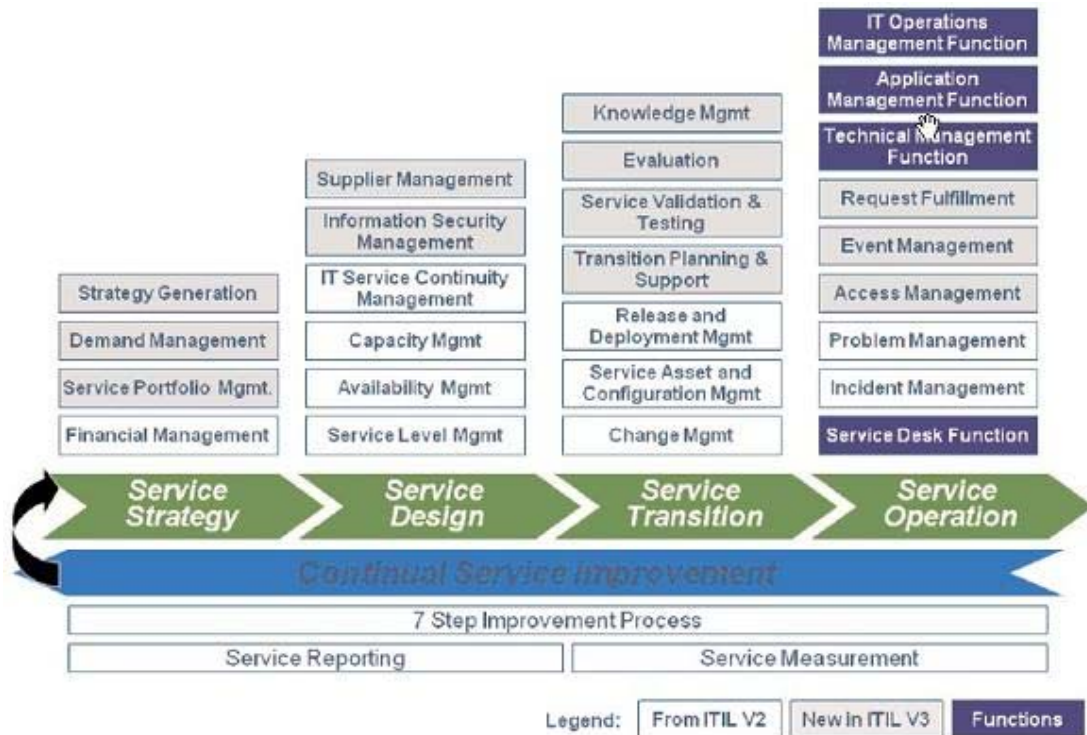 IT Operations
Management Function
Application
Management Function
Technical Management
Function
Request Fulfillment
Event Management
Access Management
Problem Management
Incident Management
Service Desk Function
Knowledge Mgmt
Evaluation
Service Validation &
Testing
Transition Planning &
Support
Release and
Deployment Mgmt
Service Asset and
Configuration Mgmt
Change Mgmt
Supplier Management
Information Security
Management
IT Service Continuity
Management
Capacity Mgmt
Availability Mgmt
Service Level Mgmt
Strategy Generation
Demand Management
Service Portfolio Mgmt.
Financial Management
Service
Strategy
Service
Design
Service
Transition
Service
Operation
Continual Service Improvement
7 Step Improvement Process
Service Reporting
Service Measurement
Legend:
From ITIL V2
New in ITIL V3
Functions